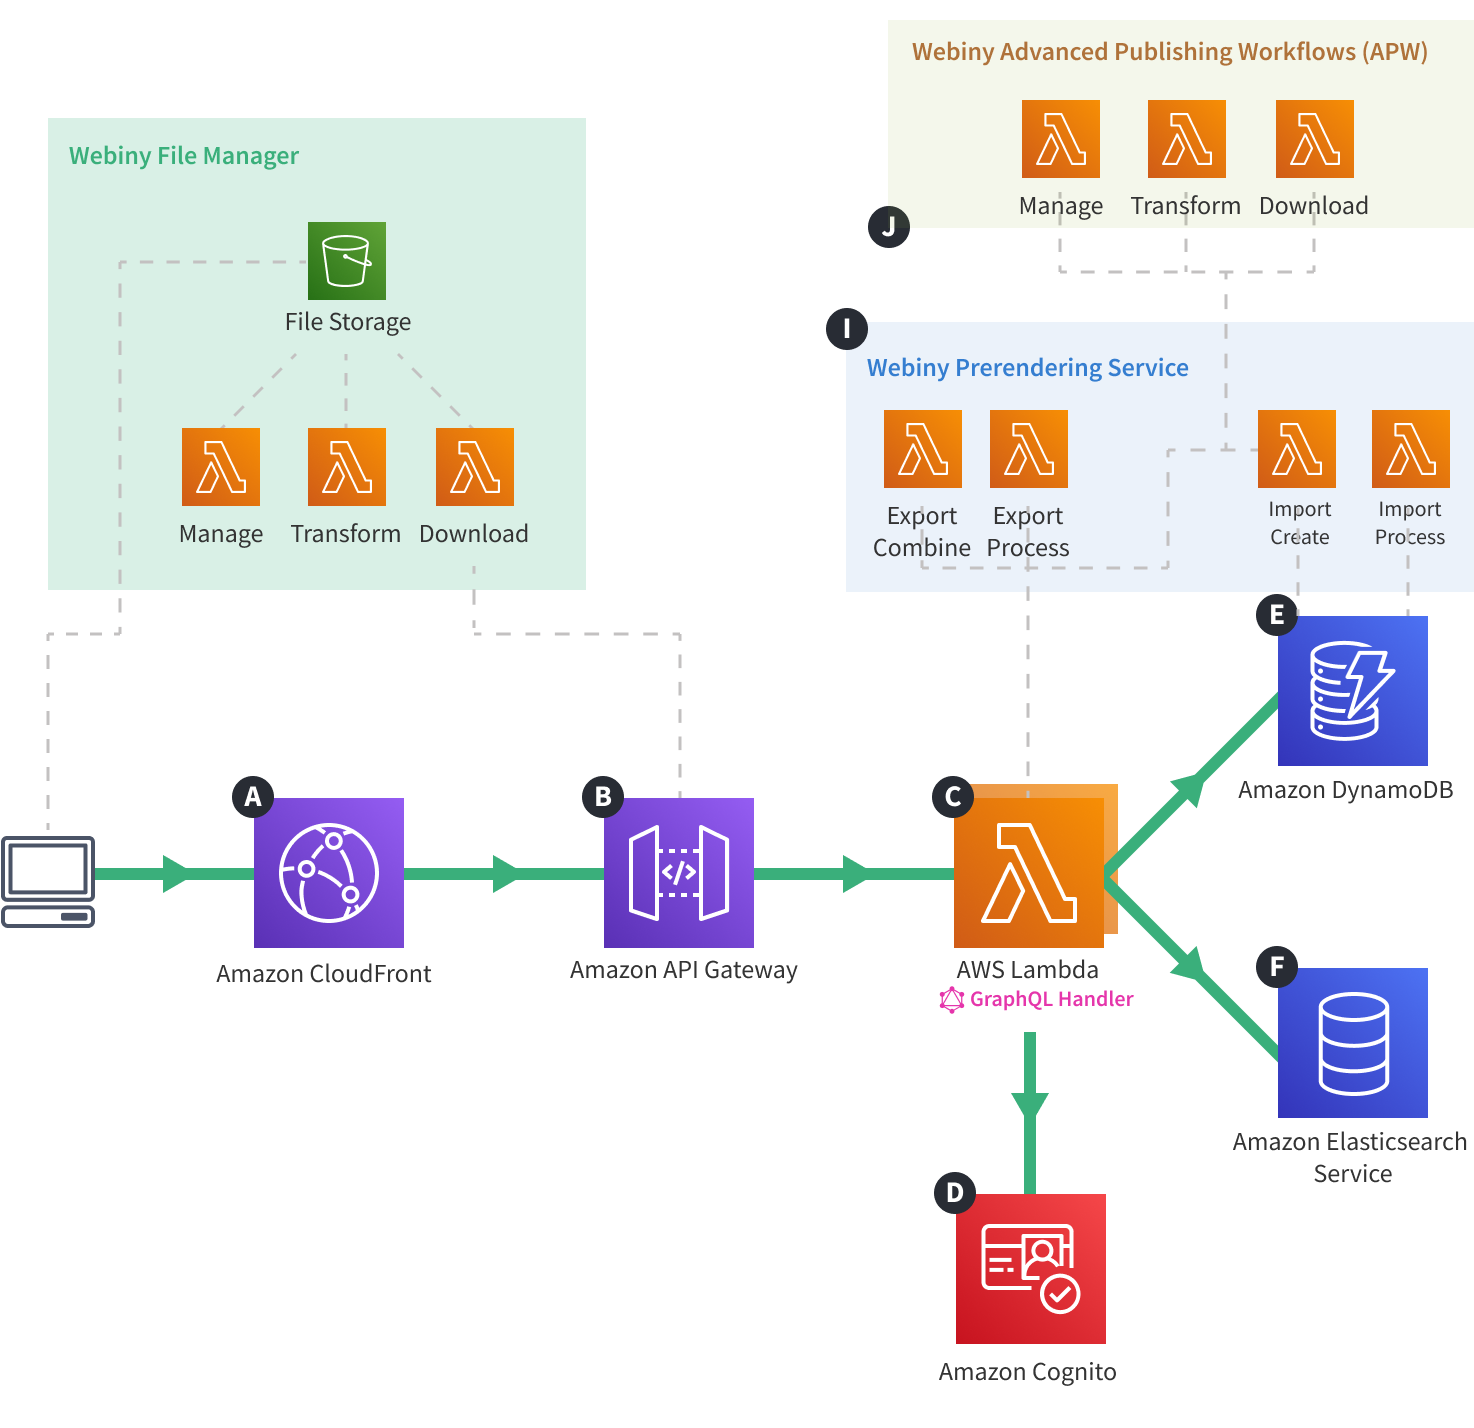 Webiny Advanced Publishing Workflows (APW)
Manage Transform Download
J
Webiny File Manager
File Storage
Manage Transform Download
I
Webiny Prerendering Service
Export
Combine
Export
Process
Import
Create
Import
Process
A
Amazon CloudFront
B
</>
Amazon API Gateway
C
AWS Lambda
GraphQL Handler
E
Amazon DynamoDB
F
Amazon Elasticsearch
Service
D
Amazon Cognito